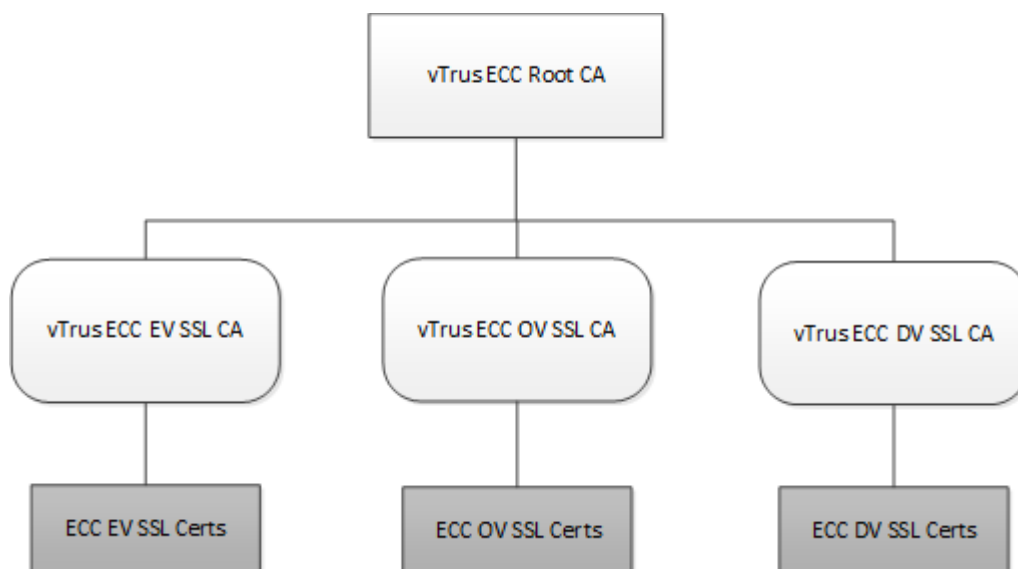 vTrus ECC Root CA
vTrus ECC EV SSL CA
vTrus ECC OV SSL CA
vTrus ECC DV SSL CA
ECC EV SSL Certs
ECC OV SSL Certs
ECC DV SSL Certs